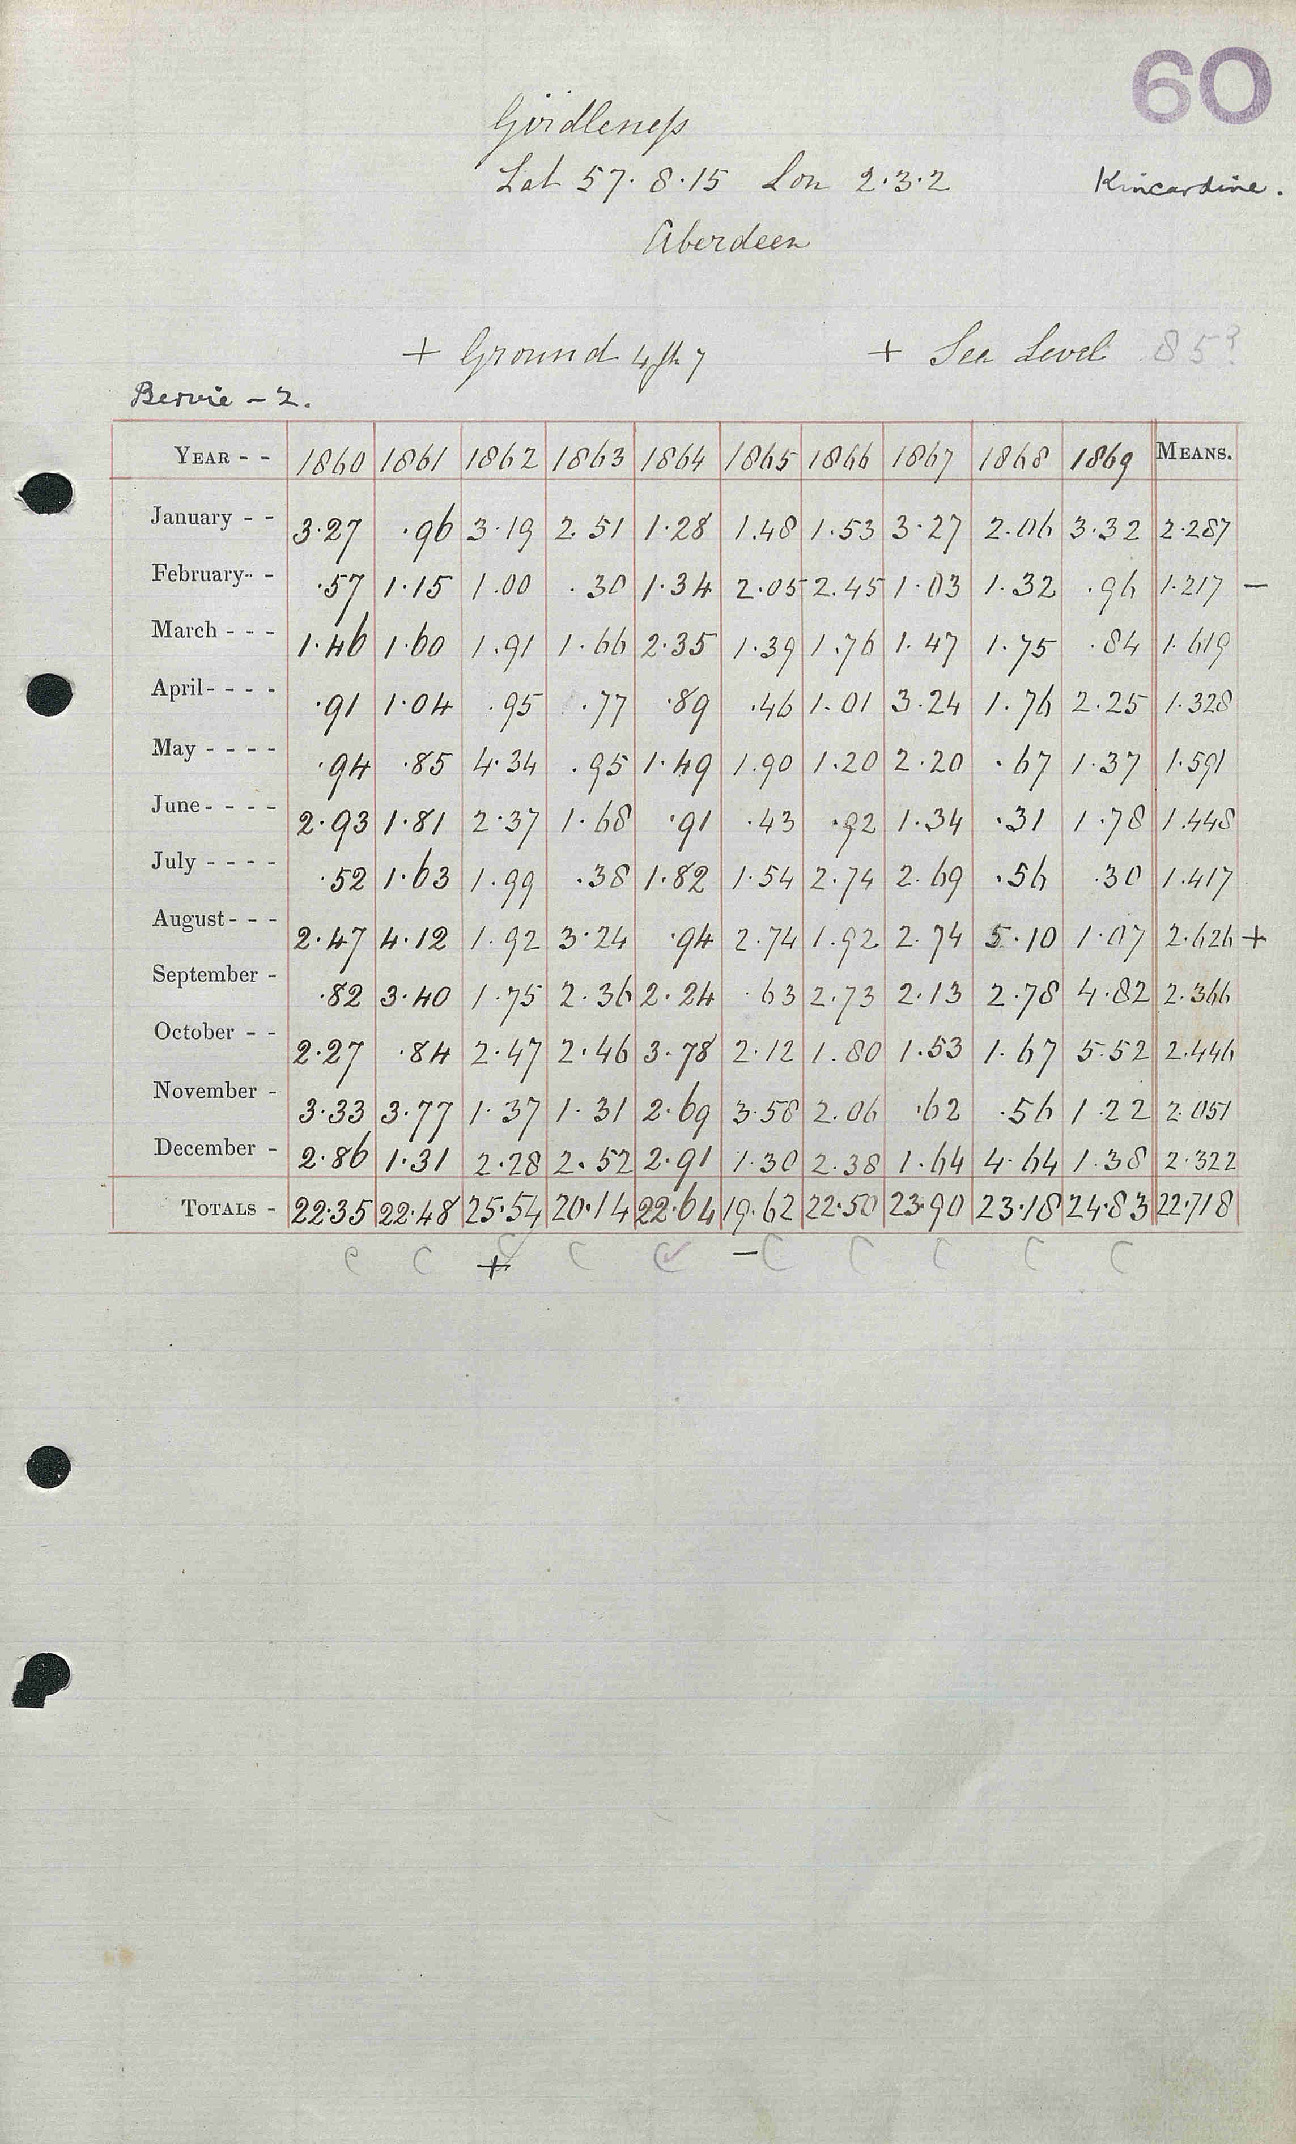 60
Girdleness
Lat 57. 8.15 Lon 2.3.2
Kincardine.
Aberdeen
+ Ground 4 ft 7 + Sea Level 853
Bervie - 2.
YEAR - - 1860 1861 1862 1863 1864 1865 1866 1867 1868 1869 MEANS.
January - - 3.27 .96 3.19 2.51 1.28 1.48 1.53 3.27 2.06 3.32 2.287
February - - .57 1.15 1.00 .30 1.34 2.05 2.45 1.03 1.32 .96 1.217 -
March - - - 1.46 1.60 1.91 1.66 2.35 1.39 1.76 1.47 1.75 .84 1.619
April - - - - .91 1.04 .95 .77 .89 .46 1.01 3.24 1.76 2.25 1.328
May - - - - .94 .85 4.34 .95 1.49 1.90 1.20 2.20 .67 1.37 1.591
June - - - - 2.93 1.81 2.37 1.68 .91 .43 .92 1.34 .31 1.78 1.448
July - - - - .52 1.63 1.99 .38 1.82 1.54 2.74 2.69 .56 .30 1.417
August - - - 2.47 4.12 1.92 3.24 .94 2.74 1.92 2.74 5.10 1.07 2.626 +
September - .82 3.40 1.75 2.36 2.24 .63 2.73 2.13 2.78 4.82 2.366
October - - 2.27 .84 2.47 2.46 3.78 2.12 1.80 1.53 1.67 5.52 2.446
November - 3.33 3.77 1.37 1.31 2.69 3.58 2.06 .62 .56 1.22 2.051
December - 2.86 1.31 2.28 2.52 2.91 1.30 2.38 1.64 4.64 1.38 2.322
TOTALS - 22.35 22.48 25.54 20.14 22.64 19.62 22.50 23.90 23.18 24.83 22.718
C C C C C C C C C C
+ -